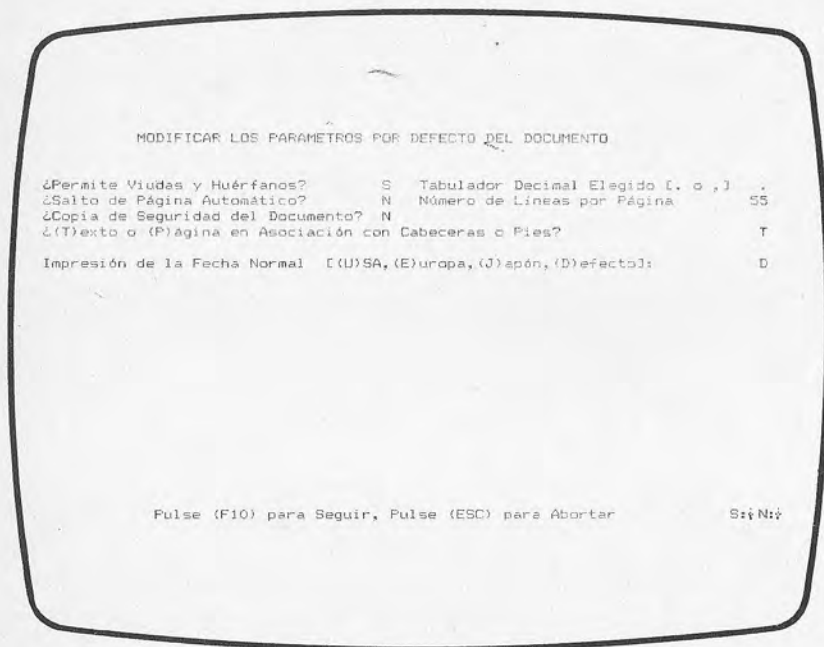 MODIFICAR LOS PARAMETROS POR DEFECTO DEL DOCUMENTO
¿Permite Viudas y Huérfanos? S Tabulador Decimal Elegido [. o ,] .
¿Salto de Página Automático? N Número de Líneas por Página 55
¿Copia de Seguridad del Documento? N
¿(T)exto o (P)ágina en Asociación con Cabeceras o Pies? T
Impresión de la Fecha Normal [(U)SA,(E)uropa,(J)apón,(D)efecto]: D
Pulse (F10) para Seguir, Pulse (ESC) para Abortar S: N: